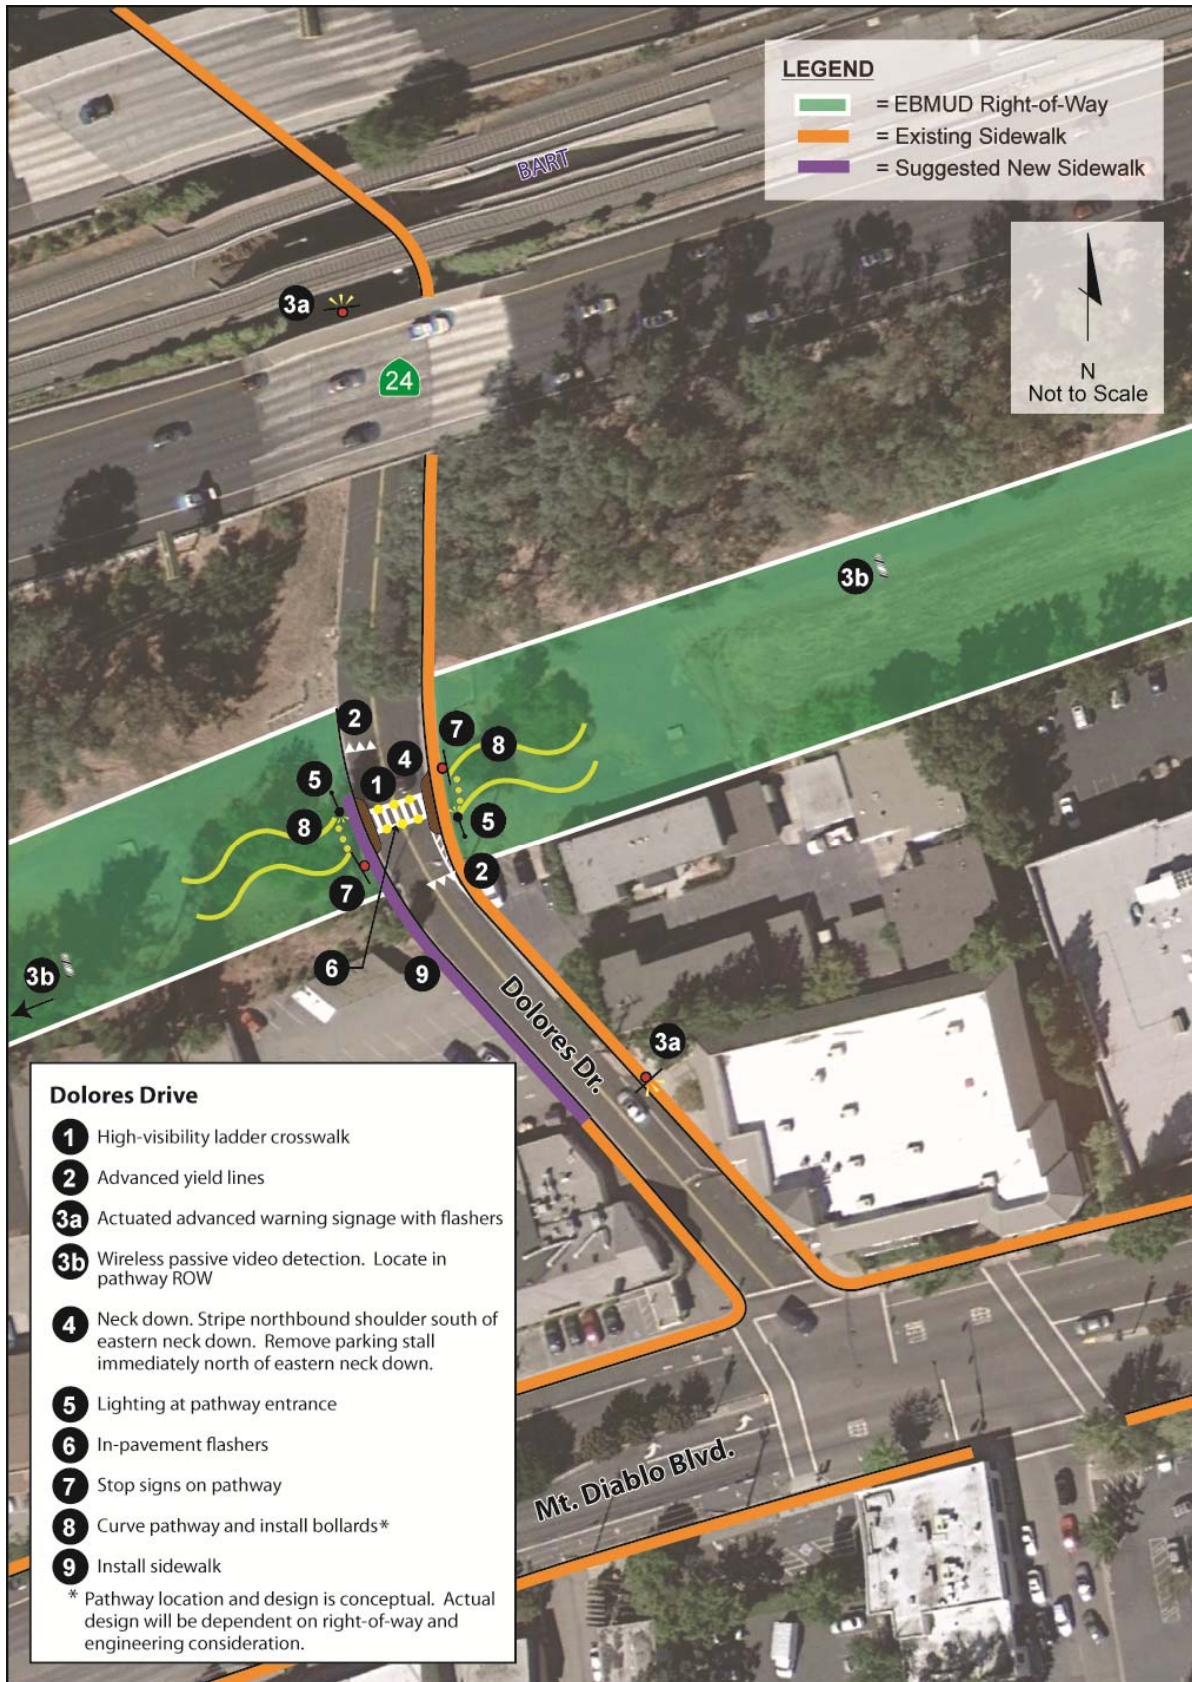 LEGEND
= EBMUD Right-of-Way
= Existing Sidewalk
= Suggested New Sidewalk
BART
N
Not to Scale
3a
24
3b
2
7
8
4
1
5
8
5
2
7
6
9
3b
Dolores Dr.
3a
Dolores Drive
1 High-visibility ladder crosswalk
2 Advanced yield lines
3a Actuated advanced warning signage with flashers
3b Wireless passive video detection. Locate in
pathway ROW
4 Neck down. Stripe northbound shoulder south of
eastern neck down. Remove parking stall
immediately north of eastern neck down.
5 Lighting at pathway entrance
6 In-pavement flashers
7 Stop signs on pathway
8 Curve pathway and install bollards*
9 Install sidewalk
* Pathway location and design is conceptual. Actual
design will be dependent on right-of-way and
engineering consideration.
Mt. Diablo Blvd.